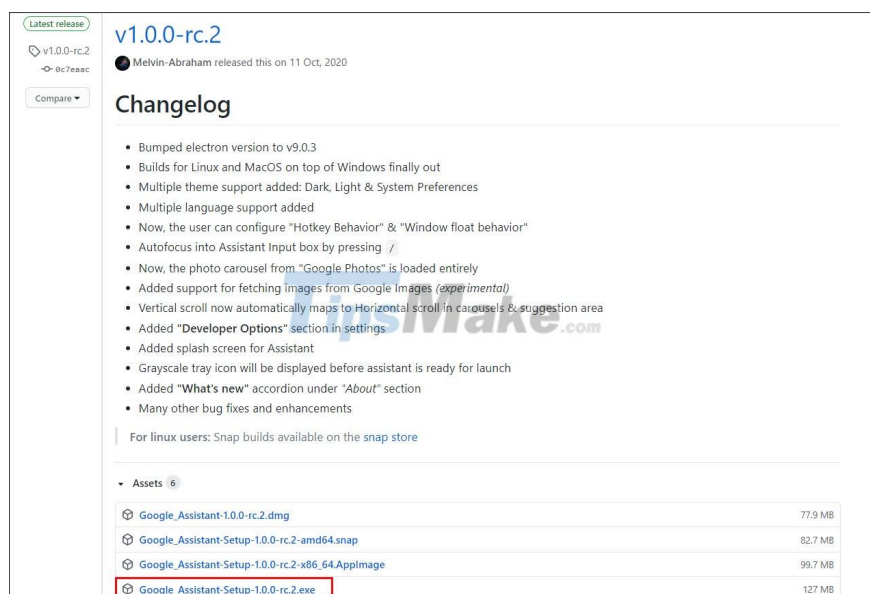 Latest release
v1.0.0-rc.2
0c7eaac
Compare
v1.0.0-rc.2
Melvin-Abraham released this on 11 Oct, 2020
Changelog
Bumped electron version to v9.0.3
Builds for Linux and MacOS on top of Windows finally out
Multiple theme support added: Dark, Light & System Preferences
Multiple language support added
Now, the user can configure "Hotkey Behavior" & "Window float behavior"
Autofocus into Assistant Input box by pressing /
Now, the photo carousel from "Google Photos" is loaded entirely
Added support for fetching images from Google Images (experimental)
Vertical scroll now automatically maps to Horizontal scroll in carousels & suggestion area
Added "Developer Options" section in settings
Added splash screen for Assistant
Grayscale tray icon will be displayed before assistant is ready for launch
Added "What's new" accordion under "About" section
Many other bug fixes and enhancements
TipsMake.com
For linux users: Snap builds available on the snap store
Assets 6
Google_Assistant-1.0.0-rc.2.dmg 77.9 MB
Google_Assistant-Setup-1.0.0-rc.2-amd64.snap 82.7 MB
Google_Assistant-Setup-1.0.0-rc.2-x86_64.AppImage 99.7 MB
Google_Assistant-Setup-1.0.0-rc.2.exe 127 MB